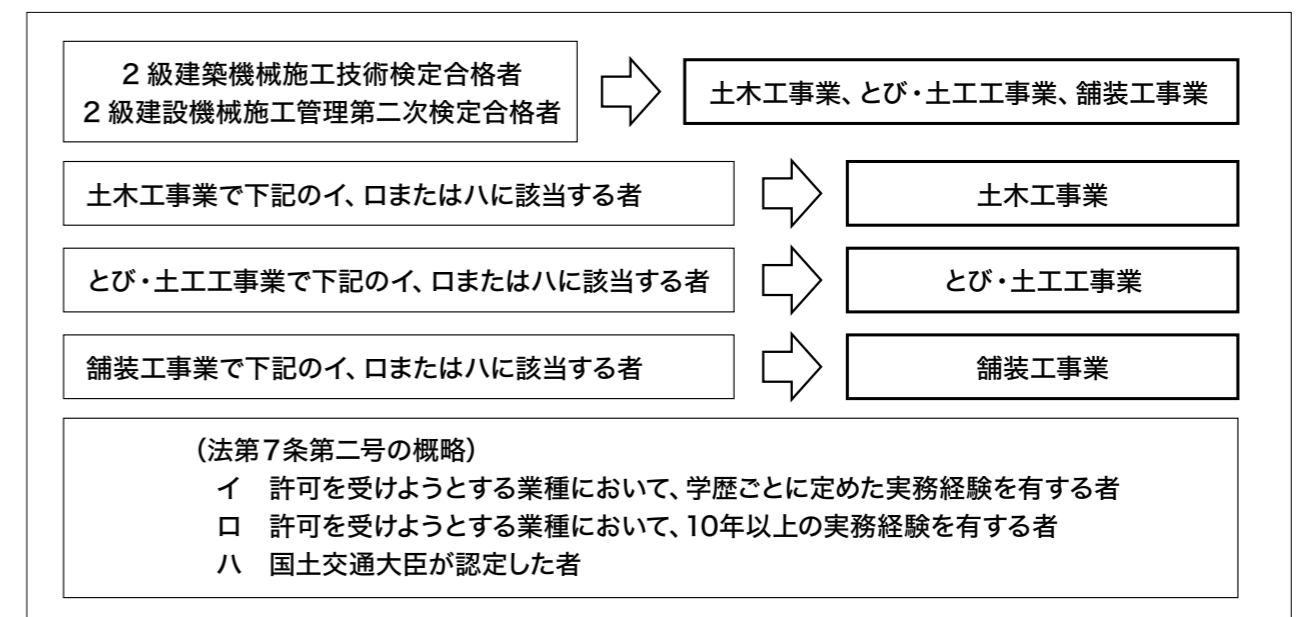 2級建築機械施工技術検定合格者
2級建設機械施工管理第二次検定合格者
土木工事業、とび・土工工事業、舗装工事業
土木工事業で下記のイ、ロまたはハに該当する者
土木工事業
とび・土工工事業で下記のイ、ロまたはハに該当する者
とび・土工工事業
舗装工事業で下記のイ、ロまたはハに該当する者
舗装工事業
(法第7条第二号の概略)
イ 許可を受けようとする業種において、学歴ごとに定めた実務経験を有する者
ロ 許可を受けようとする業種において、10年以上の実務経験を有する者
ハ 国土交通大臣が認定した者